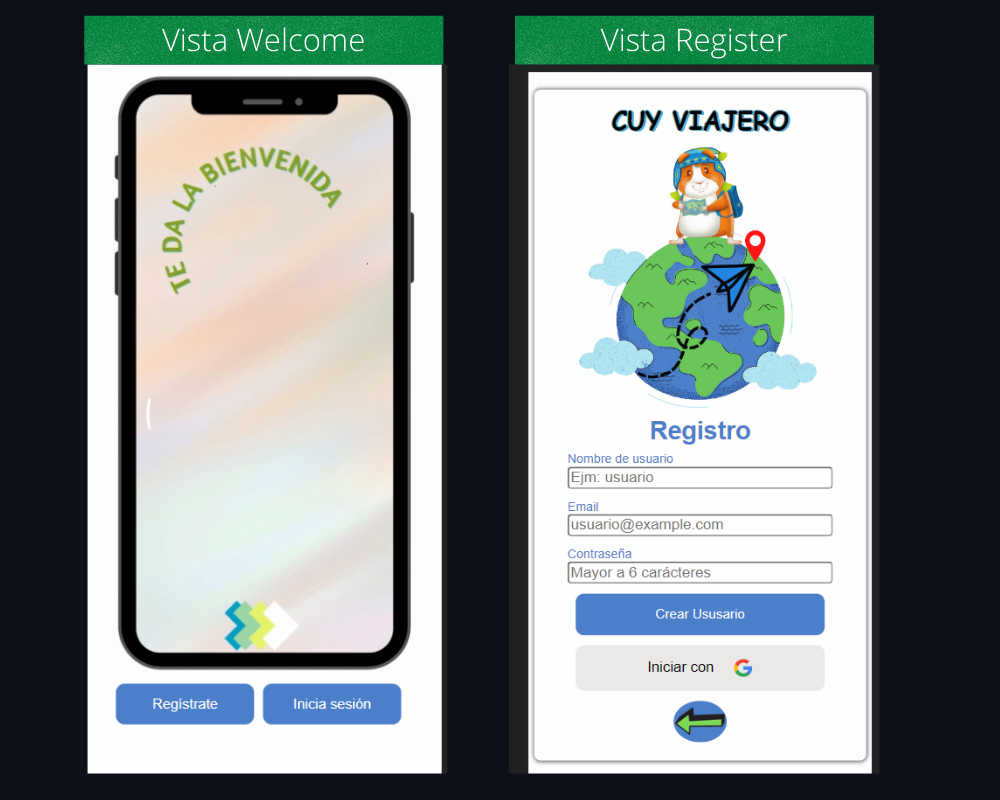 Vista Welcome
TE DA LA BIENVENIDA
Regístrate
Inicia sesión
Vista Register
CUY VIAJERO
Registro
Nombre de usuario
Ejm: usuario
Email
usuario@example.com
Contraseña
Mayor a 6 carácteres
Crear Ususario
Iniciar con G